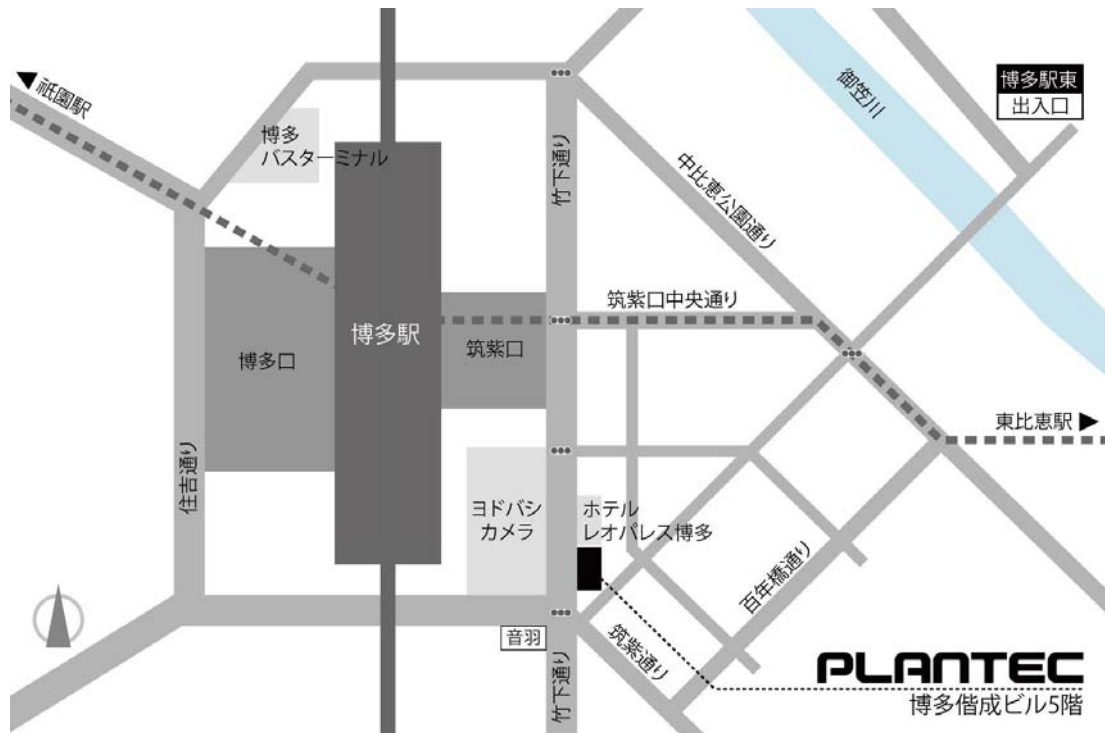 祇園駅
博多
バスターミナル
竹下通り
御笠川
博多駅東
出入口
中比恵公園通り
筑紫口中央通り
博多駅
博多口
筑紫口
東比恵駅
住吉通り
ヨドバシ
カメラ
ホテル
レオパレス博多
百年橋通り
音羽
竹下通り
筑紫通り
PLANTEC
博多偕成ビル5階